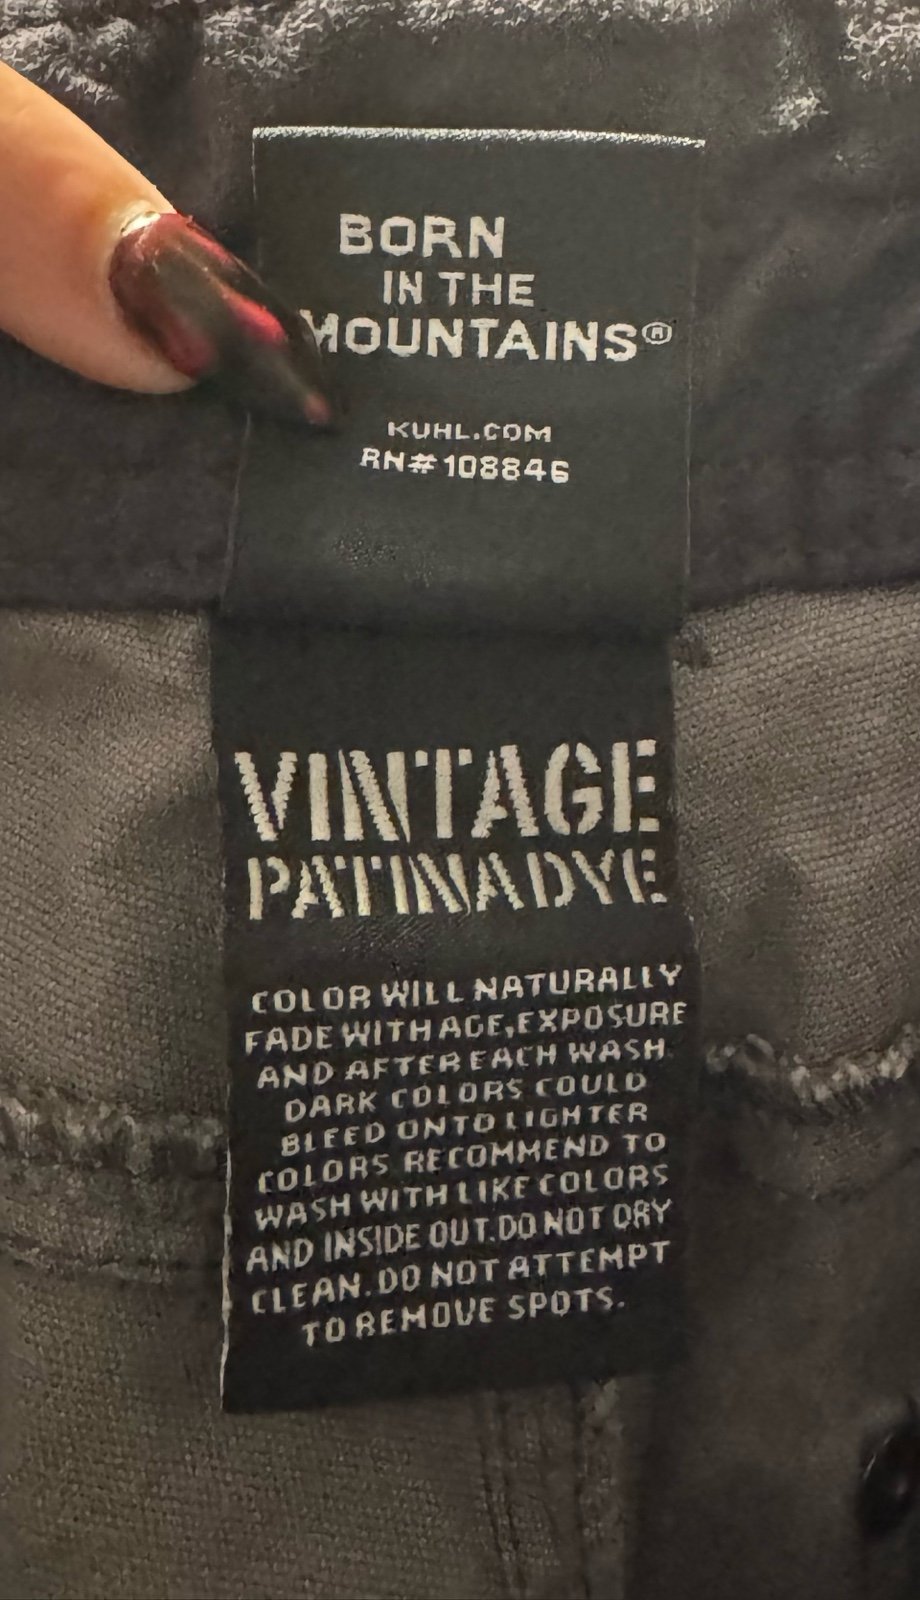 BORN
IN THE
MOUNTAINS®
KUHL.COM
RN# 108846
VINTAGE
PATINADYE
COLOR WILL NATURALLY
FADE WITH AGE, EXPOSURE
AND AFTER EACH WASH
DARK COLORS COULD
BLEED ONTO LIGHTER
COLORS RECOMMEND TO
WASH WITH LIKE COLORS
AND INSIDE OUT. DO NOT DRY
CLEAN. DO NOT ATTEMPT
TO REMOVE SPOTS.